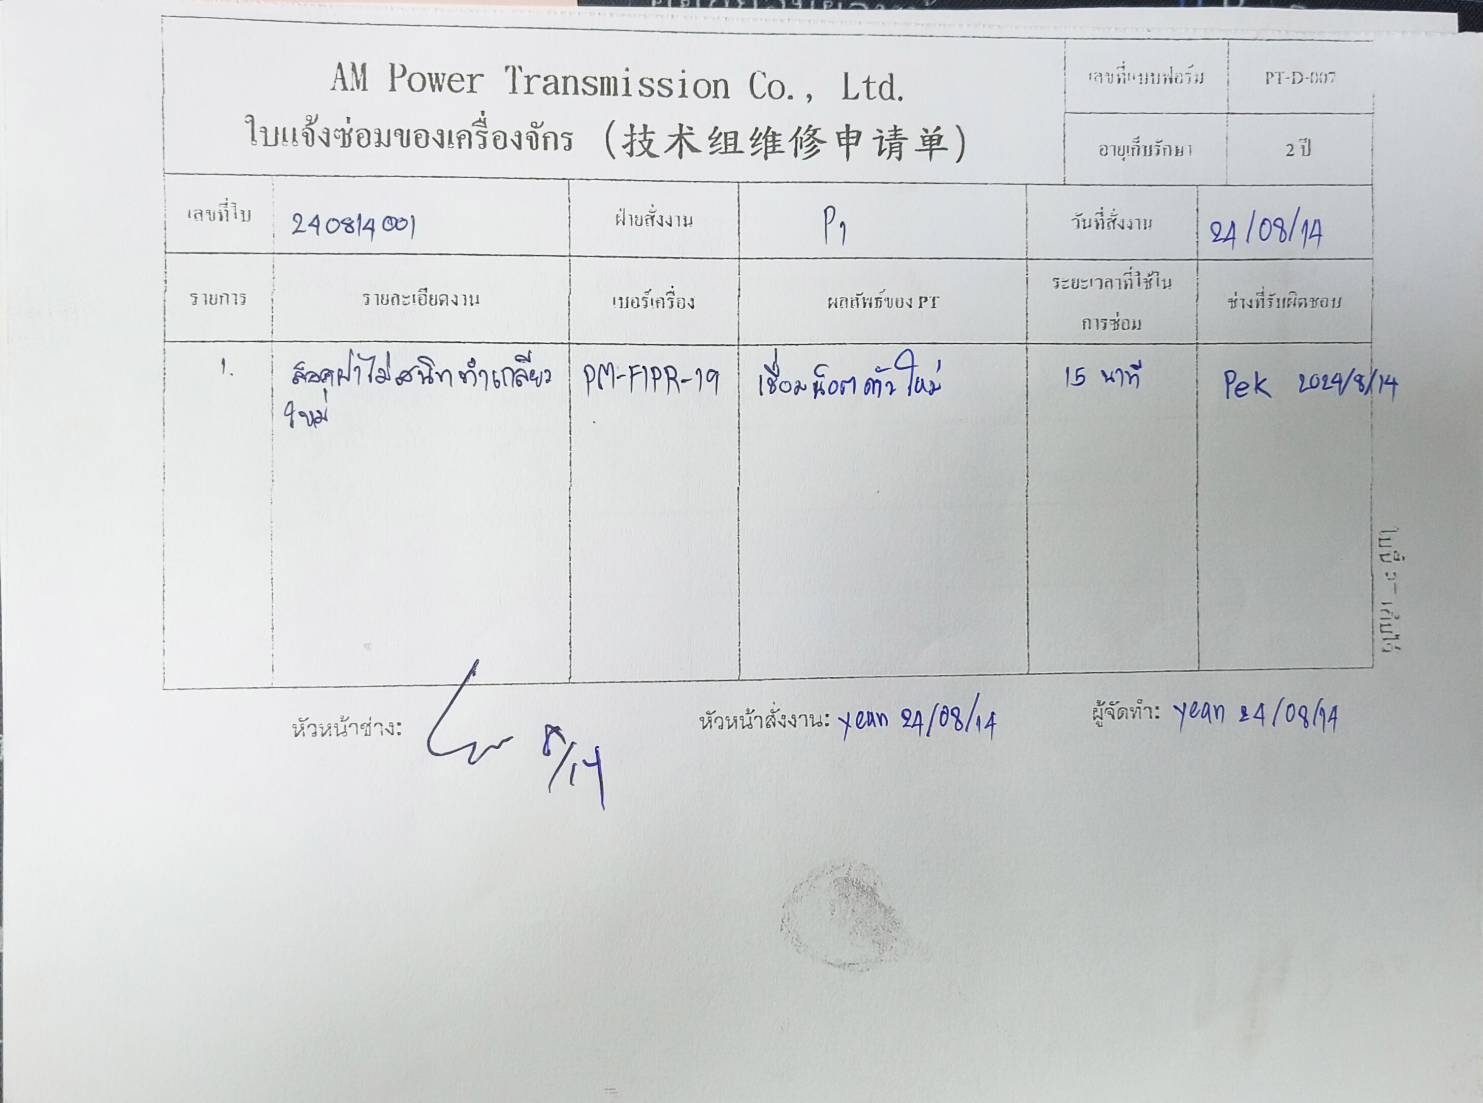 AM Power Transmission Co., Ltd.
ใบแจ้งซ่อมของเครื่องจักร (技术组维修申请单)
เลขที่แบบฟอร์ม PT-D-007
อายุเก็บรักษา 2 ปี
เลขที่ใบ 240814001 ฝ่ายสั่งงาน P1 วันที่สั่งงาน 24/08/14
รายการ รายละเอียดงาน เบอร์เครื่อง ผลลัพธ์ของ PT ระยะเวลาที่ใช้ใน ช่างที่รับผิดชอบ
การซ่อม
1. ล็อคฝาไม่สนิททำเกลียว PM-F1PR-19 เชื่อมน็อตตัวใหม่ 15 นาที Pek 2024/8/14
ใหม่
หัวหน้าช่าง: 8/14 หัวหน้าสั่งงาน: yean 24/08/14 ผู้จัดทำ: yean 24/08/14